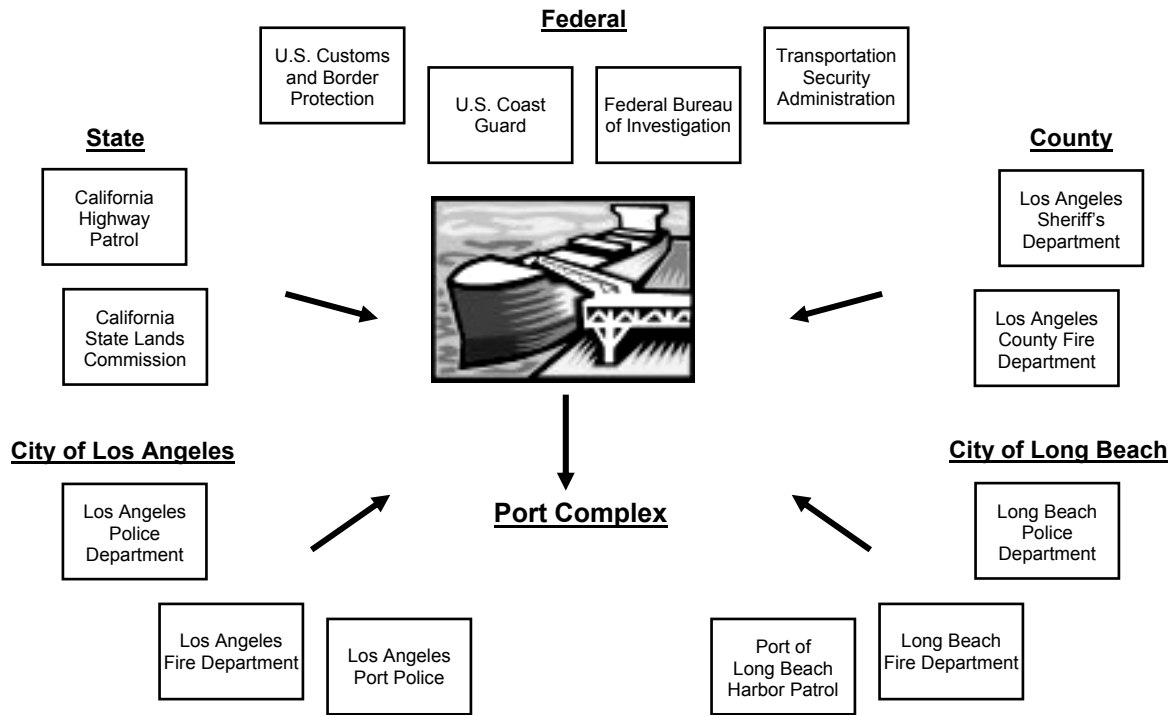 Federal
U.S. Customs
and Border
Protection
U.S. Coast
Guard
Federal Bureau
of Investigation
Transportation
Security
Administration
State
California
Highway
Patrol
California
State Lands
Commission
County
Los Angeles
Sheriff's
Department
Los Angeles
County Fire
Department
City of Los Angeles
Los Angeles
Police
Department
Los Angeles
Fire Department
Los Angeles
Port Police
Port Complex
City of Long Beach
Long Beach
Police
Department
Port of
Long Beach
Harbor Patrol
Long Beach
Fire Department